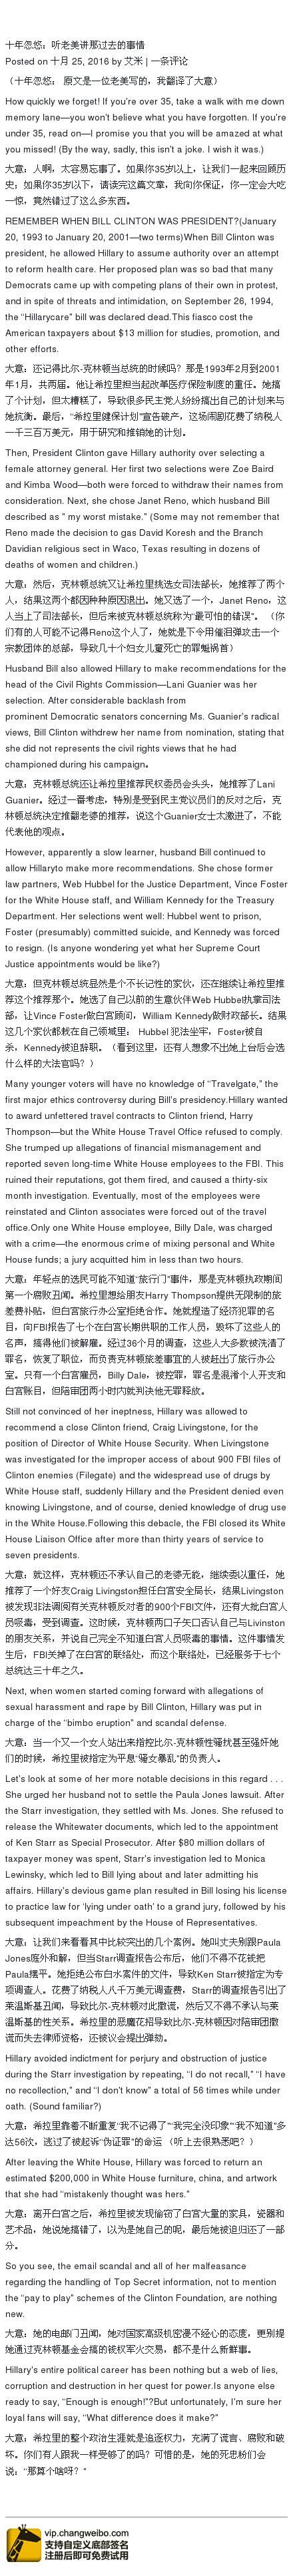 十年忽悠：听老美讲那过去的事情
Posted on 十月 25, 2016 by 艾米 | 一条评论
（十年忽悠： 原文是一位老美写的，我翻译了大意）
How quickly we forget! If you're over 35, take a walk with me down
memory lane—you won't believe what you have forgotten. If you're
under 35, read on—I promise you that you will be amazed at what
you missed! (By the way, sadly, this isn't a joke. I wish it was.)
大意：人啊，太容易忘事了。如果你35岁以上，让我们一起来回顾历
史；如果你35岁以下，请读完这篇文章，我向你保证，你一定会大吃
一惊，竟然错过了这么多东西。
REMEMBER WHEN BILL CLINTON WAS PRESIDENT?(January
20, 1993 to January 20, 2001—two terms)When Bill Clinton was
president, he allowed Hillary to assume authority over an attempt
to reform health care. Her proposed plan was so bad that many
Democrats came up with competing plans of their own in protest,
and in spite of threats and intimidation, on September 26, 1994,
the "Hillarycare" bill was declared dead.This fiasco cost the
American taxpayers about $13 million for studies, promotion, and
other efforts.
大意：还记得比尔-克林顿当总统的时候吗？那是1993年2月到2001
年1月，共两届。他让希拉里担当起改革医疗保险制度的重任。她搞
了个计划，但太糟糕了，导致很多民主党人纷纷搞出自己的计划来与
她抗衡。最后，“希拉里健保计划”宣告破产，这场闹剧花费了纳税人
一千三百万美元，用于研究和推销她的计划。
Then, President Clinton gave Hillary authority over selecting a
female attorney general. Her first two selections were Zoe Baird
and Kimba Wood—both were forced to withdraw their names from
consideration. Next, she chose Janet Reno, which husband Bill
described as " my worst mistake." (Some may not remember that
Reno made the decision to gas David Koresh and the Branch
Davidian religious sect in Waco, Texas resulting in dozens of
deaths of women and children.)
大意：然后，克林顿总统又让希拉里挑选女司法部长，她推荐了两个
人，结果这两个都因种种原因退出。她又选了一个，Janet Reno，这
人当上了司法部长，但后来被克林顿总统称为“最可怕的错误”。（你
们有的人可能不记得Reno这个人了，她就是下令用催泪弹攻击一个
宗教团体的总部，导致几十个妇女儿童死亡的罪魁祸首）
Husband Bill also allowed Hillary to make recommendations for the
head of the Civil Rights Commission—Lani Guanier was her
selection. After considerable backlash from
prominent Democratic senators concerning Ms. Guanier's radical
views, Bill Clinton withdrew her name from nomination, stating that
she did not represents the civil rights views that he had
championed during his campaign。
大意：克林顿总统还让希拉里推荐民权委员会头头，她推荐了Lani
Guanier。经过一番考虑，特别是受到民主党议员们的反对之后，克
林顿总统决定推翻老婆的推荐，说这个Guanier女士太激进了，不能
代表他的观点。
However, apparently a slow learner, husband Bill continued to
allow Hillaryto make more recommendations. She chose former
law partners, Web Hubbel for the Justice Department, Vince Foster
for the White House staff, and William Kennedy for the Treasury
Department. Her selections went well: Hubbel went to prison,
Foster (presumably) committed suicide, and Kennedy was forced
to resign. (Is anyone wondering yet what her Supreme Court
Justice appointments would be like?)
大意：但克林顿总统显然是个不长记性的家伙，还在继续让希拉里推
荐这个推荐那个。她选了自己以前的生意伙伴Web Hubbel执掌司法
部，让Vince Foster做白宫顾问，William Kennedy做财政部长。结果
这几个家伙都栽在自己领域里： Hubbel 犯法坐牢，Foster被自
杀，Kennedy被迫辞职。（看到这里，还有人想象不出她上台后会选
什么样的大法官吗？）
Many younger voters will have no knowledge of "Travelgate," the
first major ethics controversy during Bill's presidency.Hillary wanted
to award unfettered travel contracts to Clinton friend, Harry
Thompson—but the White House Travel Office refused to comply.
She trumped up allegations of financial mismanagement and
reported seven long-time White House employees to the FBI. This
ruined their reputations, got them fired, and caused a thirty-six
month investigation. Eventually, most of the employees were
reinstated and Clinton associates were forced out of the travel
office.Only one White House employee, Billy Dale, was charged
with a crime—the enormous crime of mixing personal and White
House funds; a jury acquitted him in less than two hours.
大意：年轻点的选民可能不知道“旅行门”事件，那是克林顿执政期间
第一个腐败丑闻。希拉里想给朋友Harry Thompson提供无限制的旅
差费补贴，但白宫旅行办公室拒绝合作。她就捏造了经济犯罪的名
目，向FBI报告了七个在白宫长期供职的工作人员，毁坏了这些人的
名声，搞得他们被解雇。经过36个月的调查，这些人大多数被洗清了
罪名，恢复了职位，而负责克林顿旅差事宜的人被赶出了旅行办公
室。只有一个白宫雇员，Billy Dale，被控罪，罪名是混淆个人开支和
白宫账目，但陪审团两小时内就判决他无罪释放。
Still not convinced of her ineptness, Hillary was allowed to
recommend a close Clinton friend, Craig Livingstone, for the
position of Director of White House Security. When Livingstone
was investigated for the improper access of about 900 FBI files of
Clinton enemies (Filegate) and the widespread use of drugs by
White House staff, suddenly Hillary and the President denied even
knowing Livingstone, and of course, denied knowledge of drug use
in the White House.Following this debacle, the FBI closed its White
House Liaison Office after more than thirty years of service to
seven presidents.
大意：就这样，克林顿还不承认自己的老婆无能，继续委以重任，她
推荐了一个好友Craig Livingston担任白宫安全局长，结果Livingston
被发现非法调阅有关克林顿反对者的900个FBI文件，还有大批白宫人
员吸毒，受到调查。这时候，克林顿两口子矢口否认自己与Livinston
的朋友关系，并说自己完全不知道白宫人员吸毒的事情。这件事情发
生后，FBI关掉了在白宫的联络处，而这个联络处，已经服务于七个
总统达三十年之久。
Next, when women started coming forward with allegations of
sexual harassment and rape by Bill Clinton, Hillary was put in
charge of the "bimbo eruption" and scandal defense.
大意：当一个又一个女人站出来指控比尔-克林顿性骚扰甚至强奸她
们的时候，希拉里被指定为平息“骚女暴乱”的负责人。
Let's look at some of her more notable decisions in this regard . . .
She urged her husband not to settle the Paula Jones lawsuit. After
the Starr investigation, they settled with Ms. Jones. She refused to
release the Whitewater documents, which led to the appointment
of Ken Starr as Special Prosecutor. After $80 million dollars of
taxpayer money was spent, Starr's investigation led to Monica
Lewinsky, which led to Bill lying about and later admitting his
affairs. Hillary's devious game plan resulted in Bill losing his license
to practice law for 'lying under oath' to a grand jury, followed by his
subsequent impeachment by the House of Representatives.
大意：让我们来看看其中比较突出的几个案例。她叫丈夫别跟Paula
Jones庭外和解，但当Starr调查报告公布后， 他们不得不花钱把
Paula摆平。她拒绝公布白水案件的文件，导致Ken Starr被指定为专
项调查人。花费了纳税人八千万美元调查费，Starr的调查报告引出了
莱温斯基丑闻，导致比尔-克林顿对此撒谎，然后又不得不承认与莱
温斯基的性关系。希拉里的恶魔花招导致比尔-克林顿因对陪审团撒
谎而失去律师资格，还被议会提出弹劾。
Hillary avoided indictment for perjury and obstruction of justice
during the Starr investigation by repeating, "I do not recall," "I have
no recollection," and "I don't know" a total of 56 times while under
oath. (Sound familiar?)
大意：希拉里靠着不断重复“我不记得了”“我完全没印象”“我不知道”多
达56次，逃过了被起诉“伪证罪”的命运 （听上去很熟悉吧？）
After leaving the White House, Hillary was forced to return an
estimated $200,000 in White House furniture, china, and artwork
that she had "mistakenly thought was hers."
大意：离开白宫之后，希拉里被发现偷窃了白宫大量的家具，瓷器和
艺术品，她说她搞错了，以为是她自己的呢，最后她被迫归还了一部
分。
So you see, the email scandal and all of her malfeasance
regarding the handling of Top Secret information, not to mention
the "pay to play" schemes of the Clinton Foundation, are nothing
new.
大意：她的电邮门丑闻，她对国家高级机密漫不经心的态度，更别提
她通过克林顿基金会搞的钱权军火交易，都不是什么新鲜事。
Hillary's entire political career has been nothing but a web of lies,
corruption and destruction in her quest for power.Is anyone else
ready to say, "Enough is enough!"?But unfortunately, I'm sure her
loyal fans will say, "What difference does it make?"
大意：希拉里的整个政治生涯就是追逐权力，充满了谎言、腐败和破
坏。你们有人跟我一样受够了的吗？可惜的是，她的死忠粉们会
说：“那算个啥呀？”
vip.changweibo.com
支持自定义底部签名
注册后即可免费试用